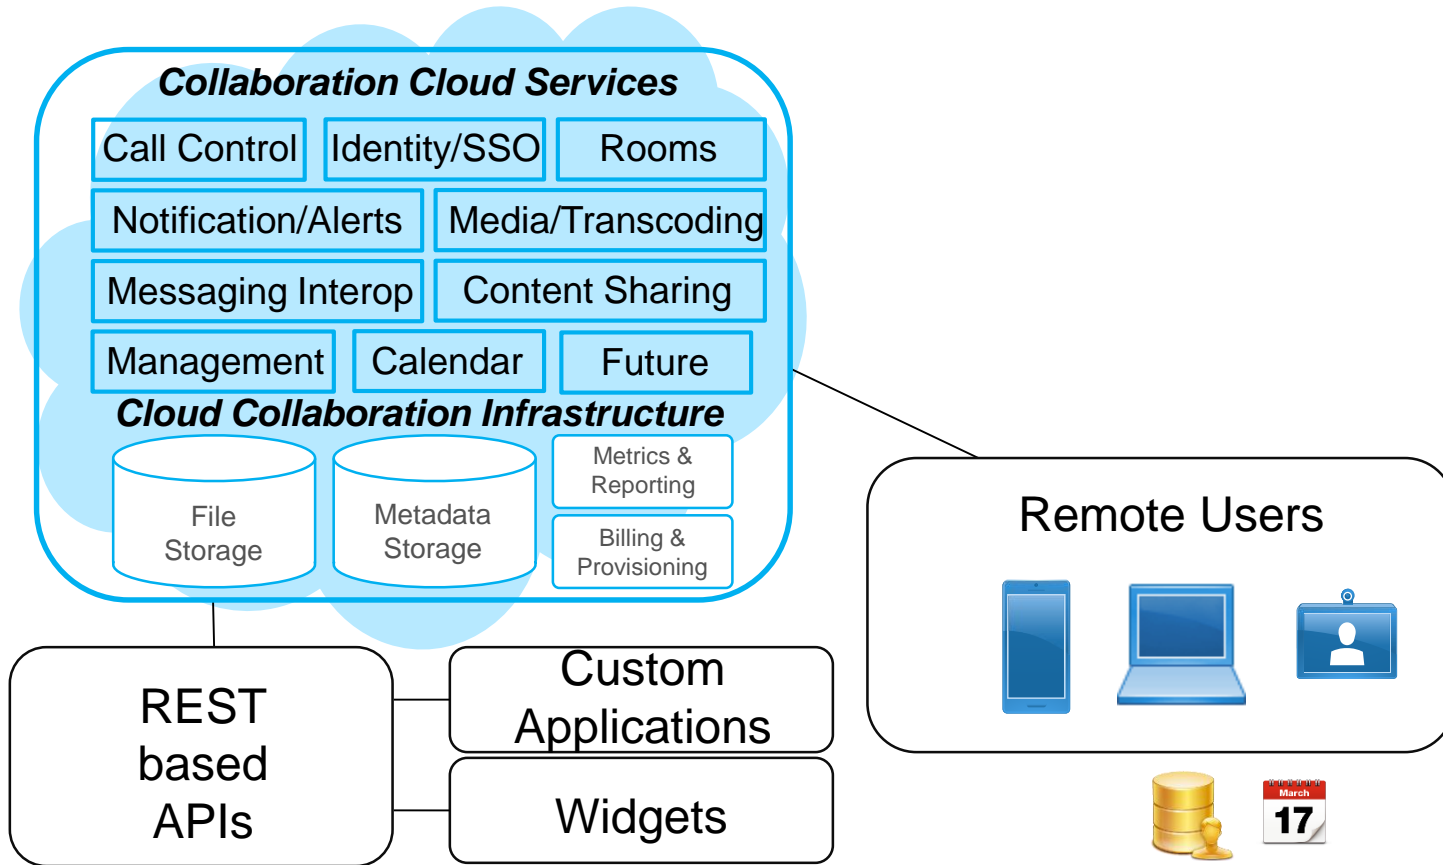 Collaboration Cloud Services
Call Control
Identity/SSO
Rooms
Notification/Alerts
Media/Transcoding
Messaging Interop
Content Sharing
Management
Calendar
Future
Cloud Collaboration Infrastructure
File
Storage
Metadata
Storage
Metrics &
Reporting
Billing &
Provisioning
REST
based
APIs
Custom
Applications
Widgets
Remote Users
March
17